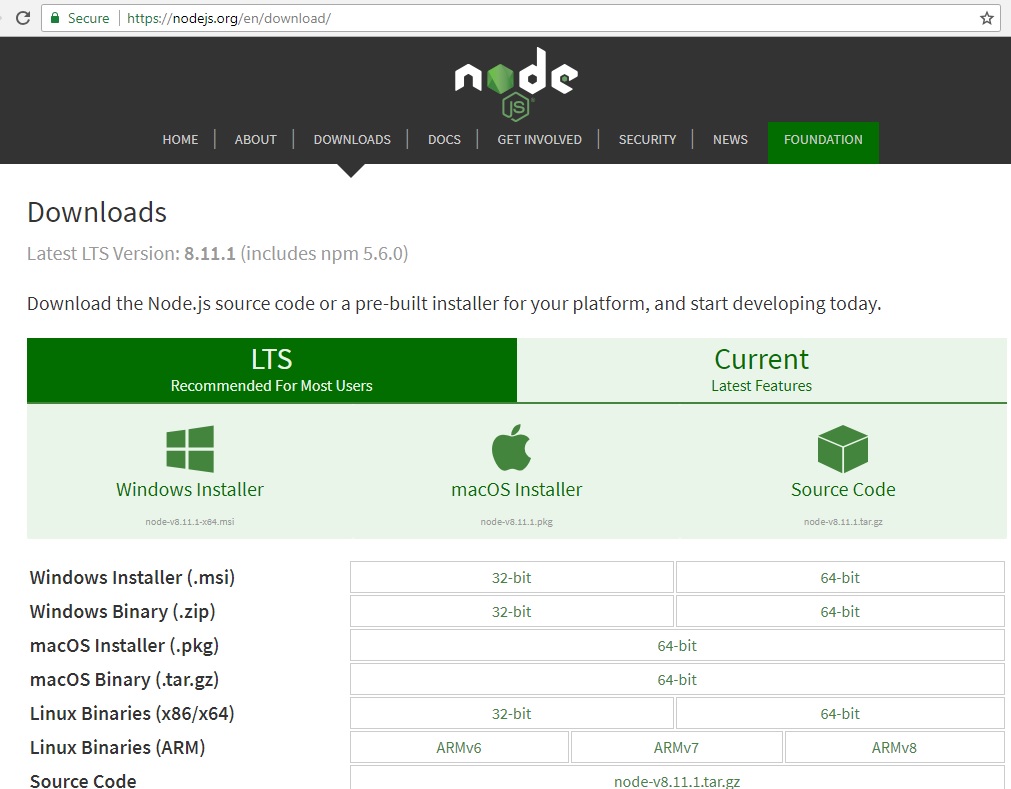 Secure https://nodejs.org/en/download/
node
JS
HOME ABOUT DOWNLOADS DOCS GET INVOLVED SECURITY NEWS FOUNDATION
Downloads
Latest LTS Version: 8.11.1 (includes npm 5.6.0)
Download the Node.js source code or a pre-built installer for your platform, and start developing today.
LTS Current
Recommended For Most Users Latest Features
Windows Installer macOS Installer Source Code
node-v8.11.1-x64.msi node-v8.11.1.pkg node-v8.11.1.tar.gz
Windows Installer (.msi) 32-bit 64-bit
Windows Binary (.zip) 32-bit 64-bit
macOS Installer (.pkg) 64-bit
macOS Binary (.tar.gz) 64-bit
Linux Binaries (x86/x64) 32-bit 64-bit
Linux Binaries (ARM) ARMv6 ARMv7 ARMv8
Source Code node-v8.11.1.tar.gz